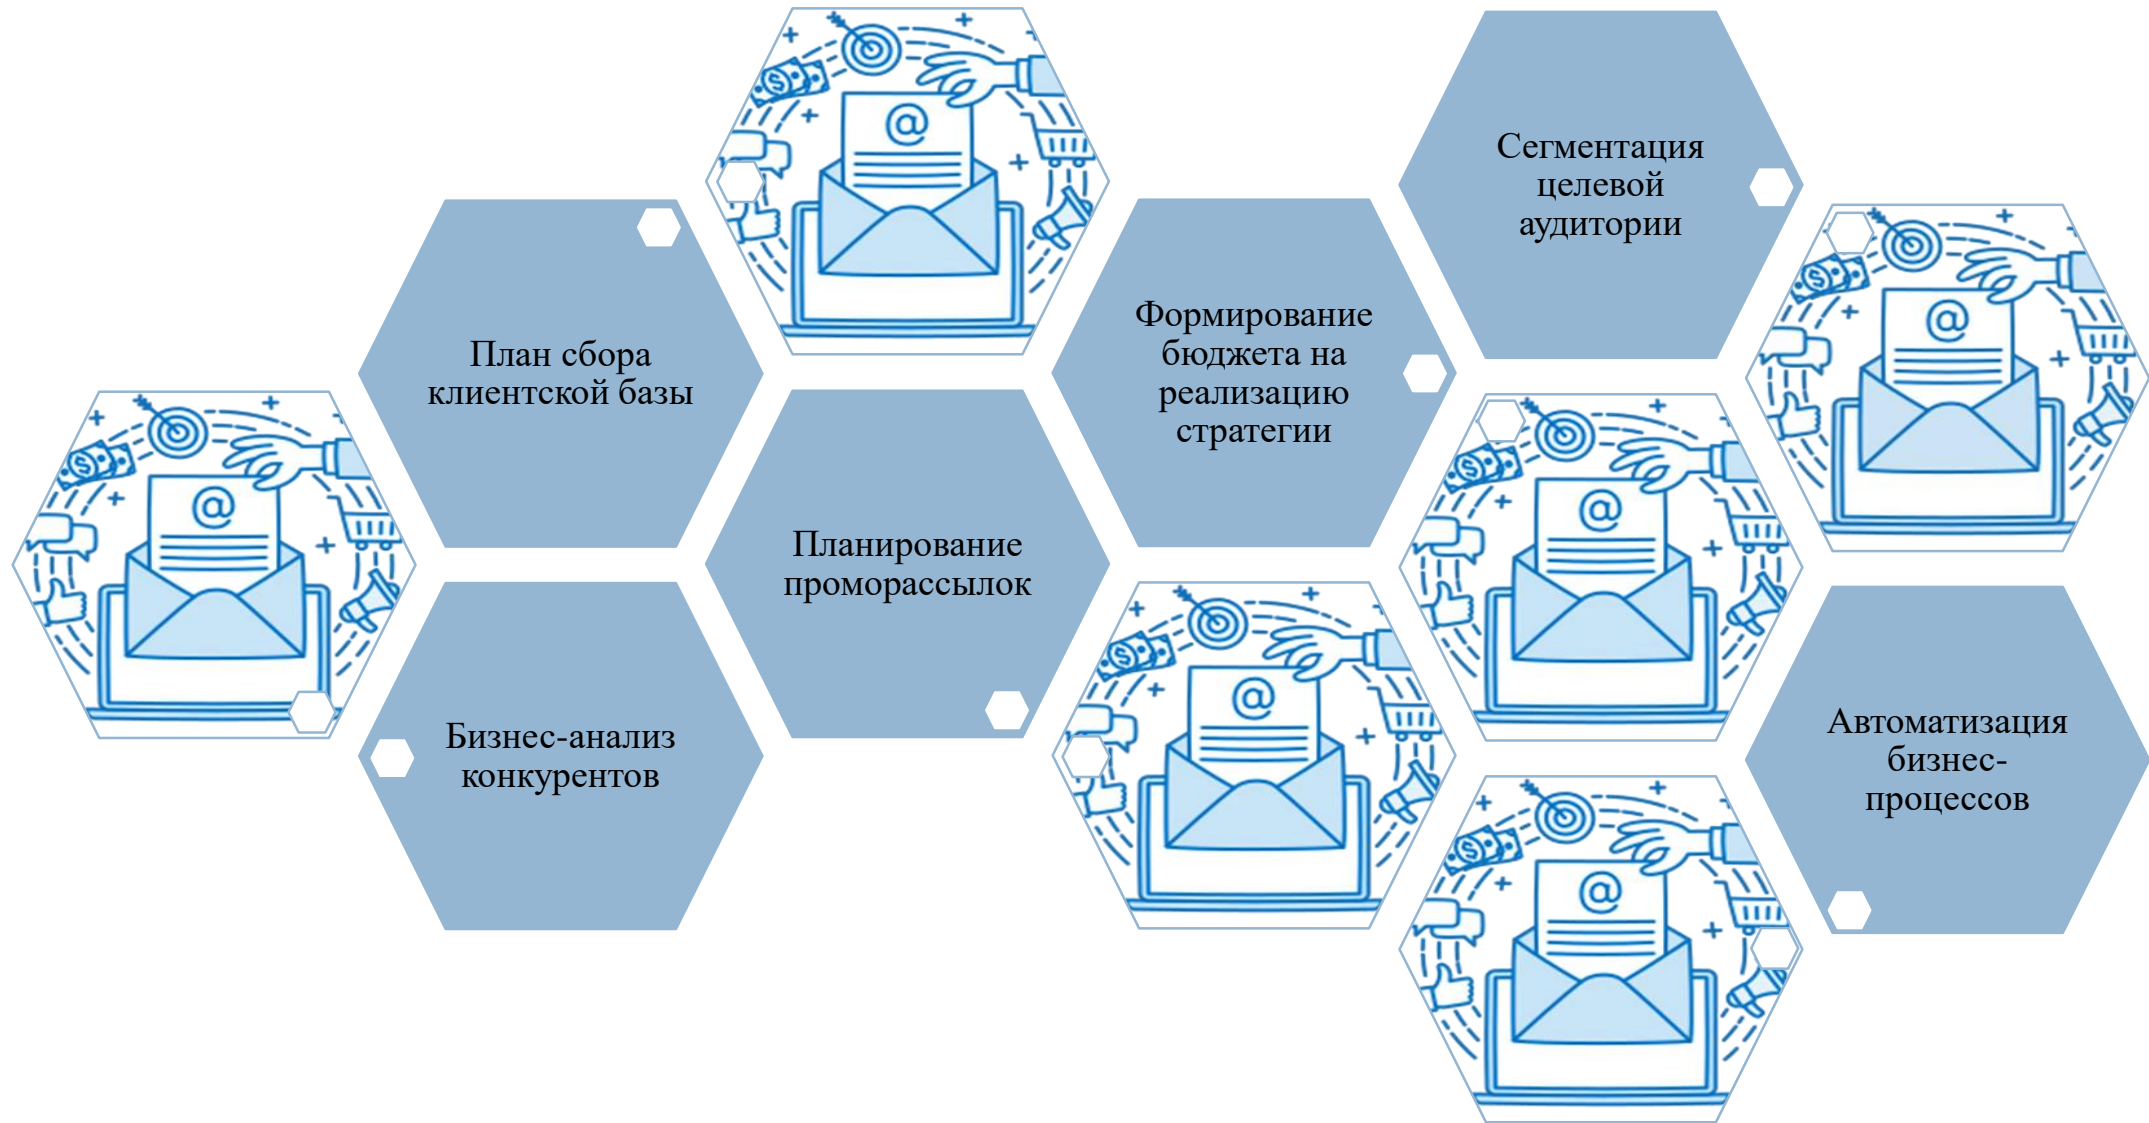 План сбора
клиентской базы
Бизнес-анализ
конкурентов
Планирование
проморассылок
Формирование
бюджета на
реализацию
стратегии
Сегментация
целевой
аудитории
Автоматизация
бизнес-
процессов
@
$
@
$
@
$
@
$
@
$
@
$